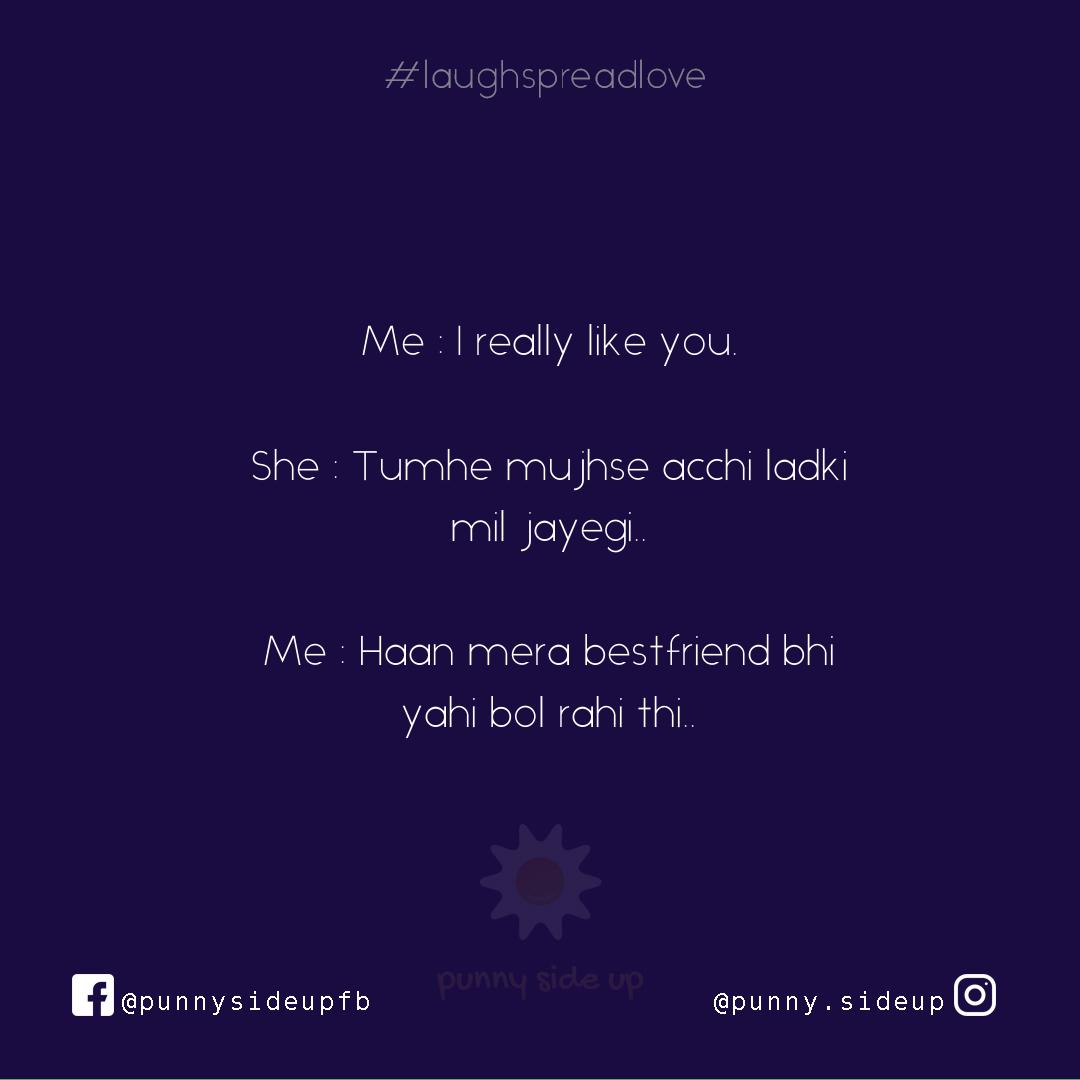 #laughspreadlove
Me : I really like you.
She : Tumhe mujhse acchi ladki
mil jayegi..
Me : Haan mera bestfriend bhi
yahi bol rahi thi..
punny side up
@punnysideupfb
@punny.sideup